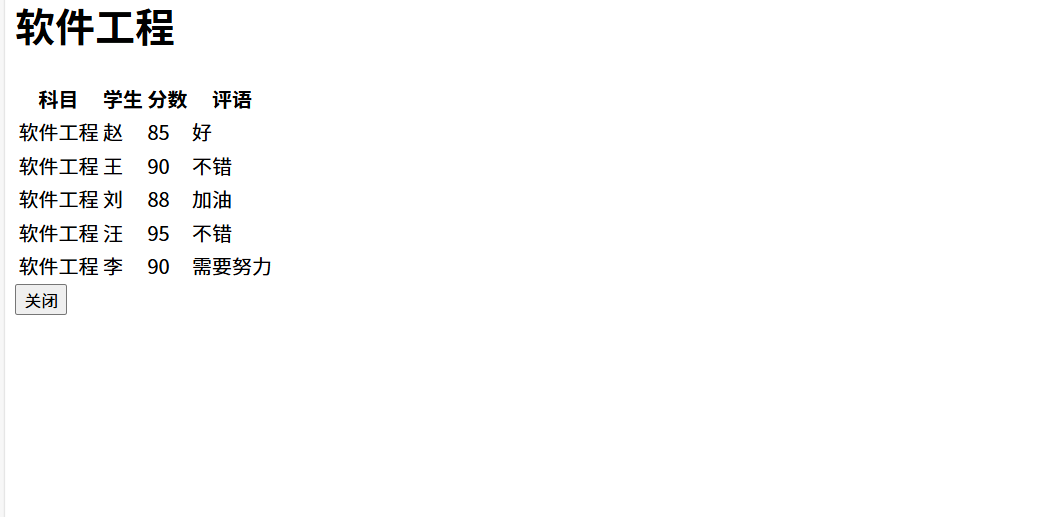 软件工程
科目 学生 分数 评语
软件工程 赵 85 好
软件工程 王 90 不错
软件工程 刘 88 加油
软件工程 汪 95 不错
软件工程 李 90 需要努力
关闭